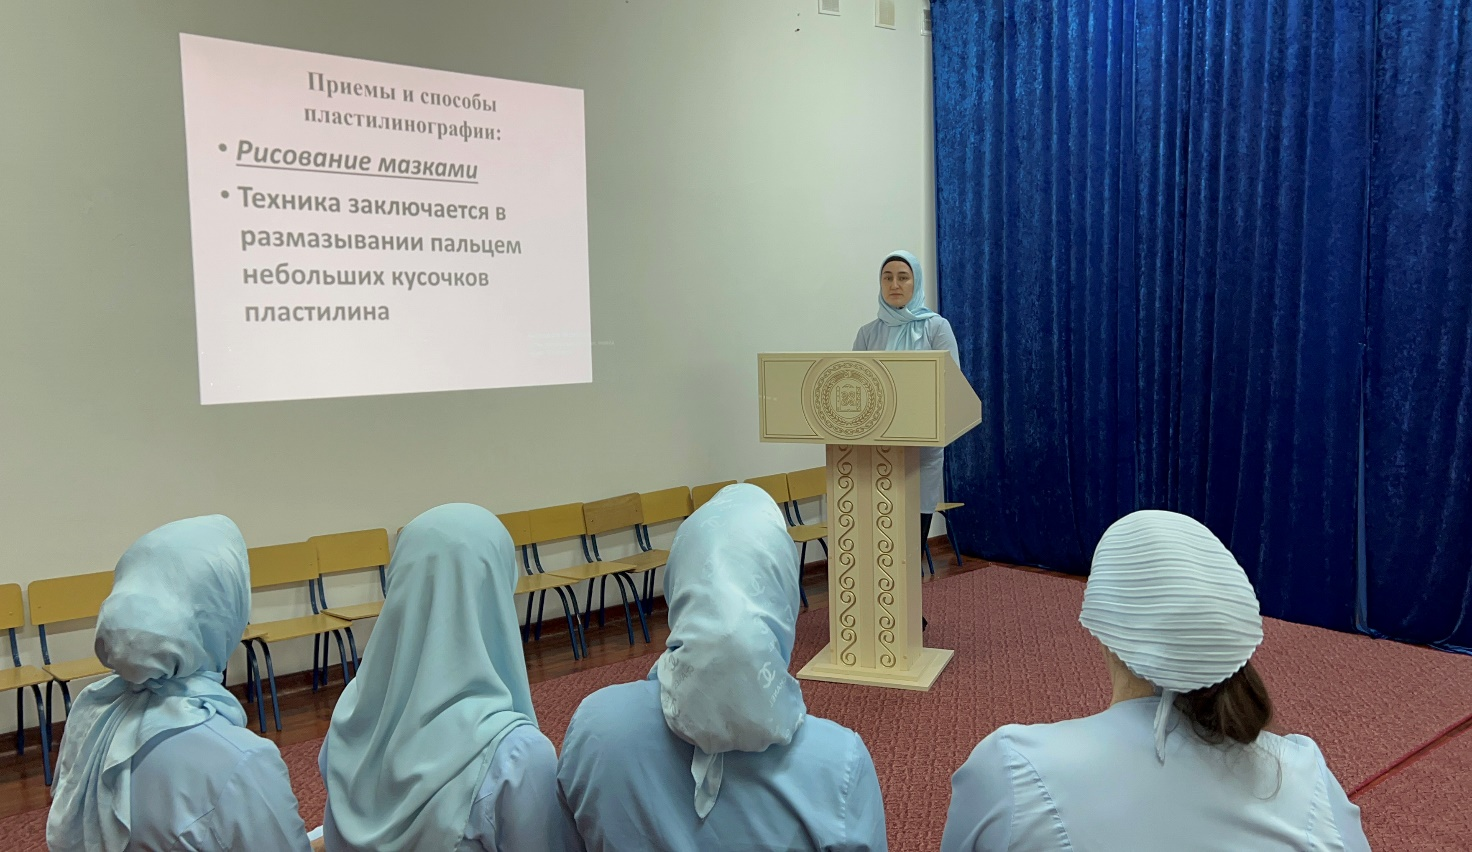 Приемы и способы
пластилинографии:
• Рисование мазками
• Техника заключается в
размазывании пальцем
небольших кусочков
пластилина